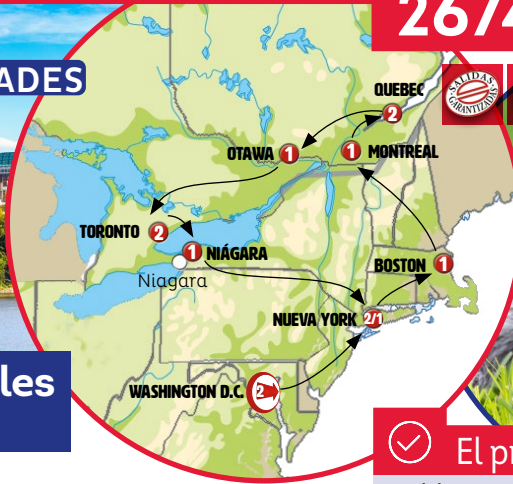 2674
ADES
SALIDAS
GARANTIZADAS
QUEBEC
2
OTAWA 1
1 MONTREAL
TORONTO 2
1 NIÁGARA
Niagara
BOSTON 1
NUEVA YORK 2/1
WASHINGTON D.C. 2
les
El pr